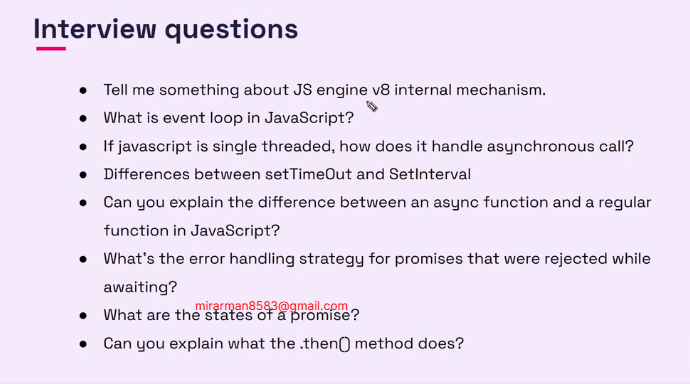 Interview questions
Tell me something about JS engine v8 internal mechanism.
What is event loop in JavaScript?
If javascript is single threaded, how does it handle asynchronous call?
Differences between setTimeOut and SetInterval
Can you explain the difference between an async function and a regular
function in JavaScript?
What's the error handling strategy for promises that were rejected while
awaiting?
mirarman8583@gmail.com
What are the states of a promise?
Can you explain what the .then() method does?